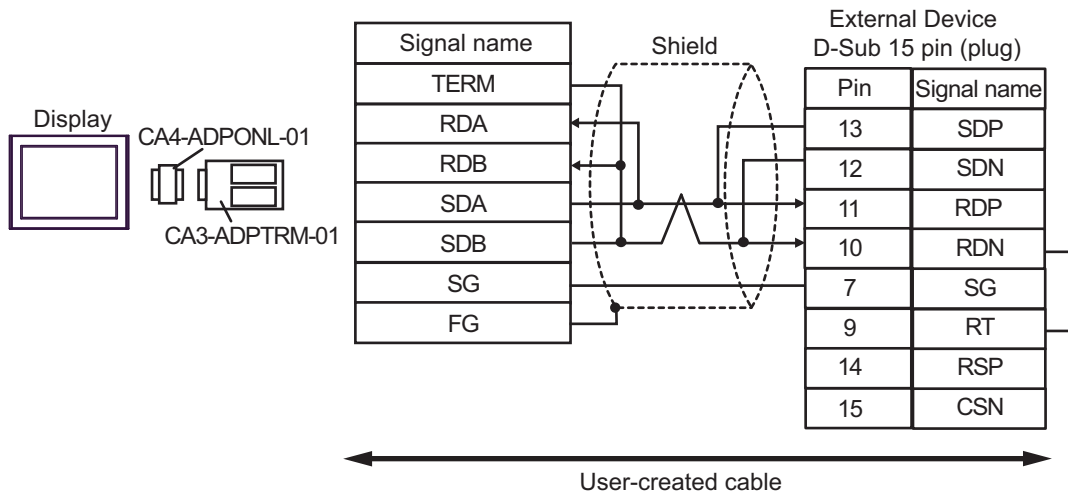 Display
CA4-ADPONL-01
CA3-ADPTRM-01
Signal name
TERM
RDA
RDB
SDA
SDB
SG
FG
Shield
External Device
D-Sub 15 pin (plug)
Pin Signal name
13 SDP
12 SDN
11 RDP
10 RDN
7 SG
9 RT
14 RSP
15 CSN
User-created cable